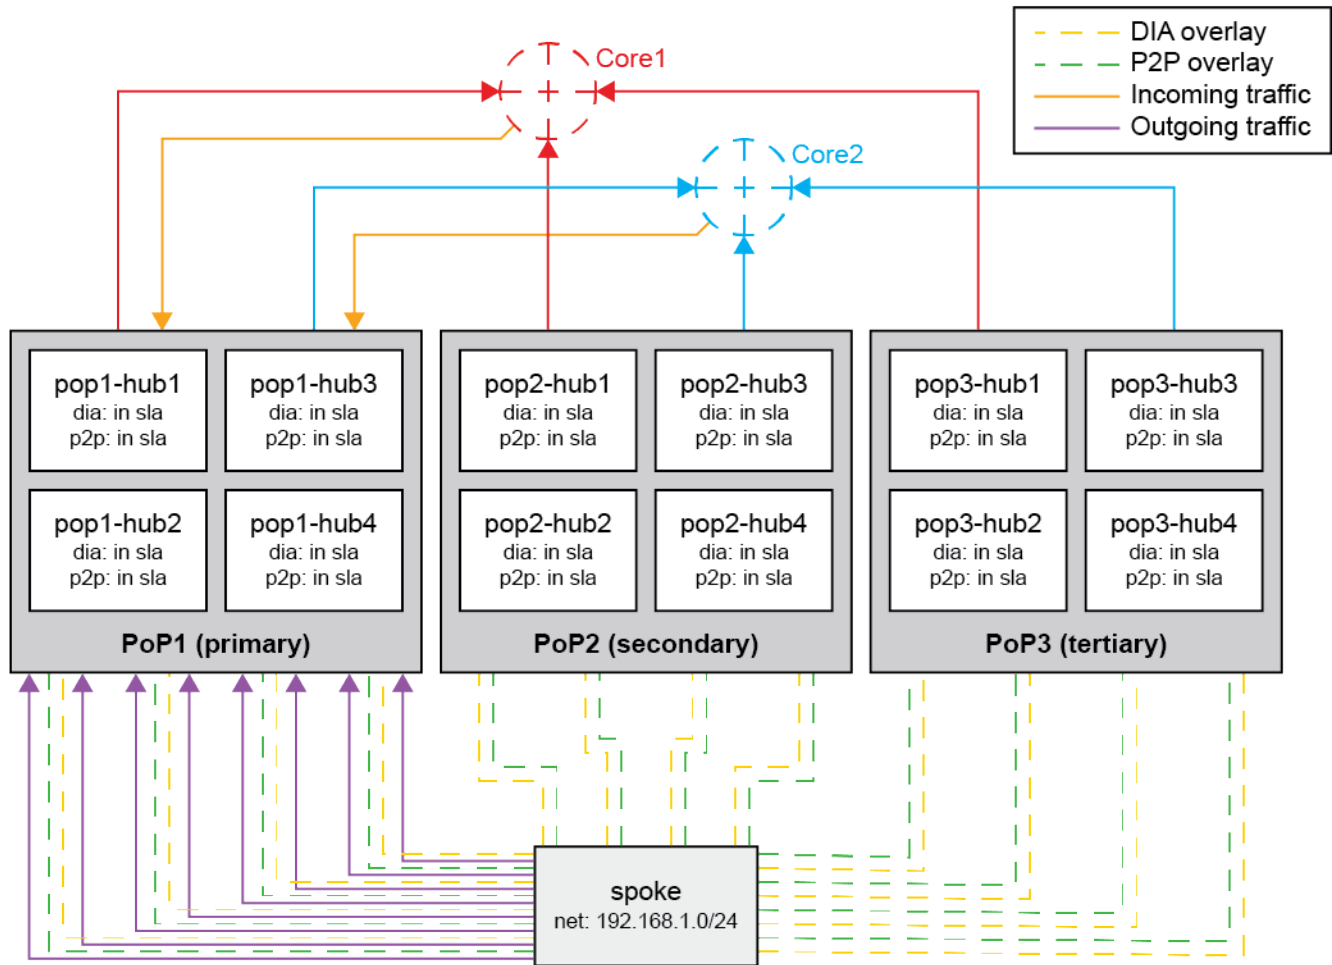 DIA overlay
P2P overlay
Incoming traffic
Outgoing traffic
Core1
Core2
pop1-hub1
dia: in sla
p2p: in sla
pop1-hub3
dia: in sla
p2p: in sla
pop1-hub2
dia: in sla
p2p: in sla
pop1-hub4
dia: in sla
p2p: in sla
PoP1 (primary)
pop2-hub1
dia: in sla
p2p: in sla
pop2-hub3
dia: in sla
p2p: in sla
pop2-hub2
dia: in sla
p2p: in sla
pop2-hub4
dia: in sla
p2p: in sla
PoP2 (secondary)
pop3-hub1
dia: in sla
p2p: in sla
pop3-hub3
dia: in sla
p2p: in sla
pop3-hub2
dia: in sla
p2p: in sla
pop3-hub4
dia: in sla
p2p: in sla
PoP3 (tertiary)
spoke
net: 192.168.1.0/24